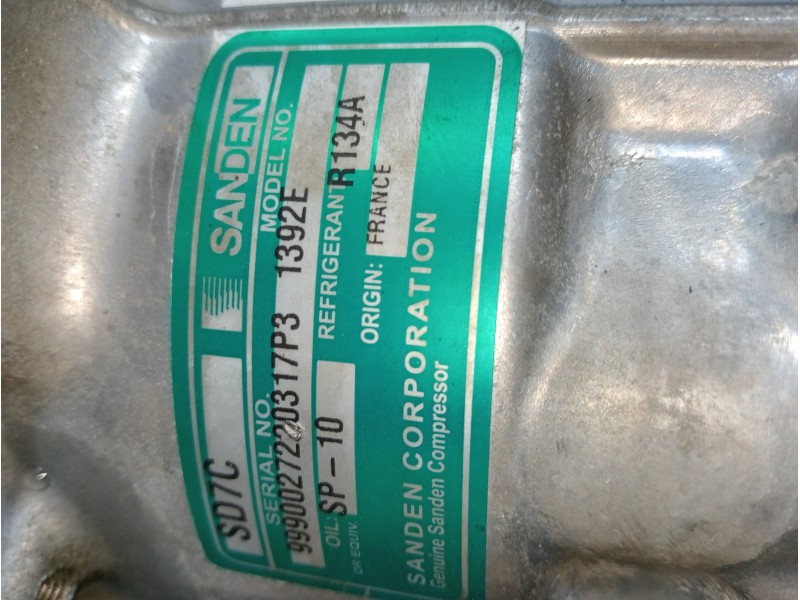 SD7C SANDEN
SERIAL NO. MODEL NO.
99900272220317P3 1392E
OIL: SP-10 REFRIGERANT R134A
OR EQUIV. ORIGIN: FRANCE
SANDEN CORPORATION
Genuine Sanden Compressor